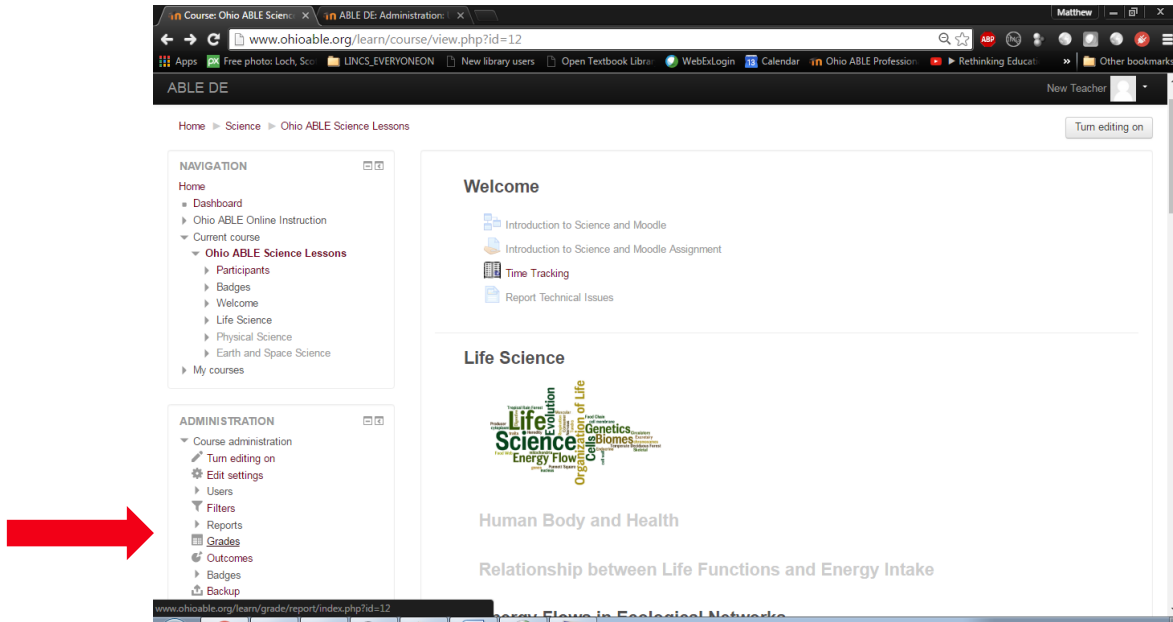 Course: Ohio ABLE Scienc
ABLE DE: Administration:
Matthew
www.ohioable.org/learn/course/view.php?id=12
ABP
Apps
Free photo: Loch, Sco
LINCS_EVERYONEON
New library users
Open Textbook Librar
WebExLogin
Calendar
Ohio ABLE Profession
Rethinking Educati
»
Other bookmarks
ABLE DE
New Teacher
Home Science Ohio ABLE Science Lessons
Turn editing on
NAVIGATION
Home
Dashboard
Ohio ABLE Online Instruction
Current course
Ohio ABLE Science Lessons
Participants
Badges
Welcome
Life Science
Physical Science
Earth and Space Science
My courses
ADMINISTRATION
Course administration
Turn editing on
Edit settings
Users
Filters
Reports
Grades
Outcomes
Badges
Backup
www.ohioable.org/learn/grade/report/index.php?id=12
Welcome
Introduction to Science and Moodle
Introduction to Science and Moodle Assignment
Time Tracking
Report Technical Issues
Life Science
Life
Science
Evolution
Energy Flow
Organization of Life
Cells
Genetics
Biomes
Human Body and Health
Relationship between Life Functions and Energy Intake
Energy Flows in Ecological Networks